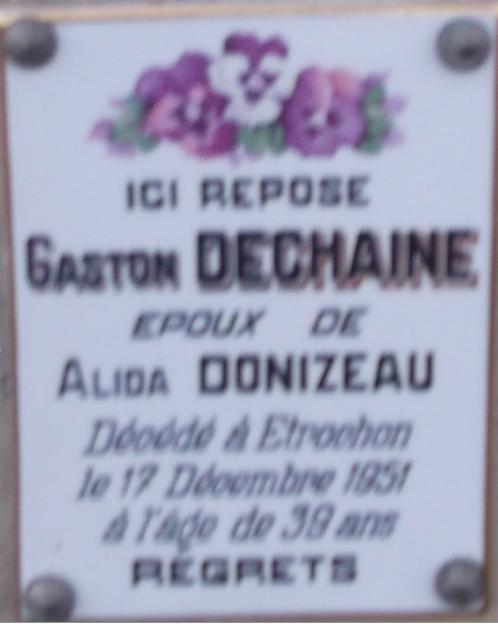 ICI REPOSE
GASTON DECHAINE
EPOUX DE
ALIDA DONIZEAU
Décédé à Etrochon
le 17 Décembre 1951
à l'âge de 39 ans
REGRETS